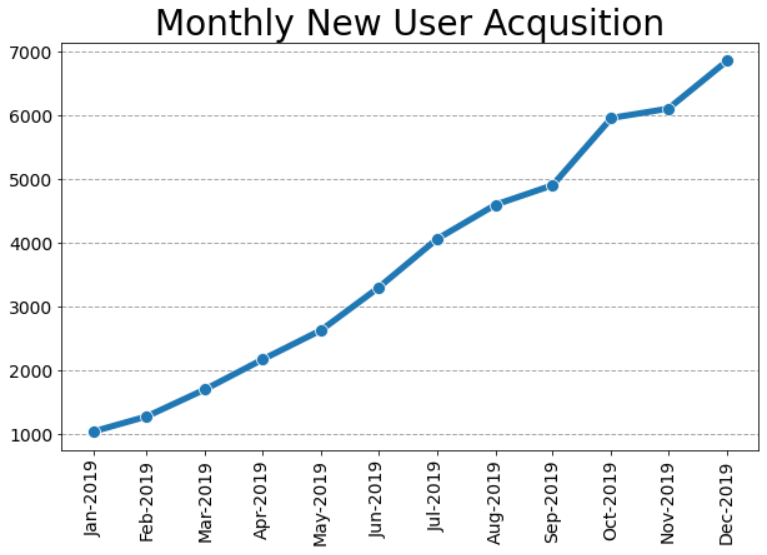 Monthly New User Acqusition
7000
6000
5000
4000
3000
2000
1000
Jan-2019
Feb-2019
Mar-2019
Apr-2019
May-2019
Jun-2019
Jul-2019
Aug-2019
Sep-2019
Oct-2019
Nov-2019
Dec-2019